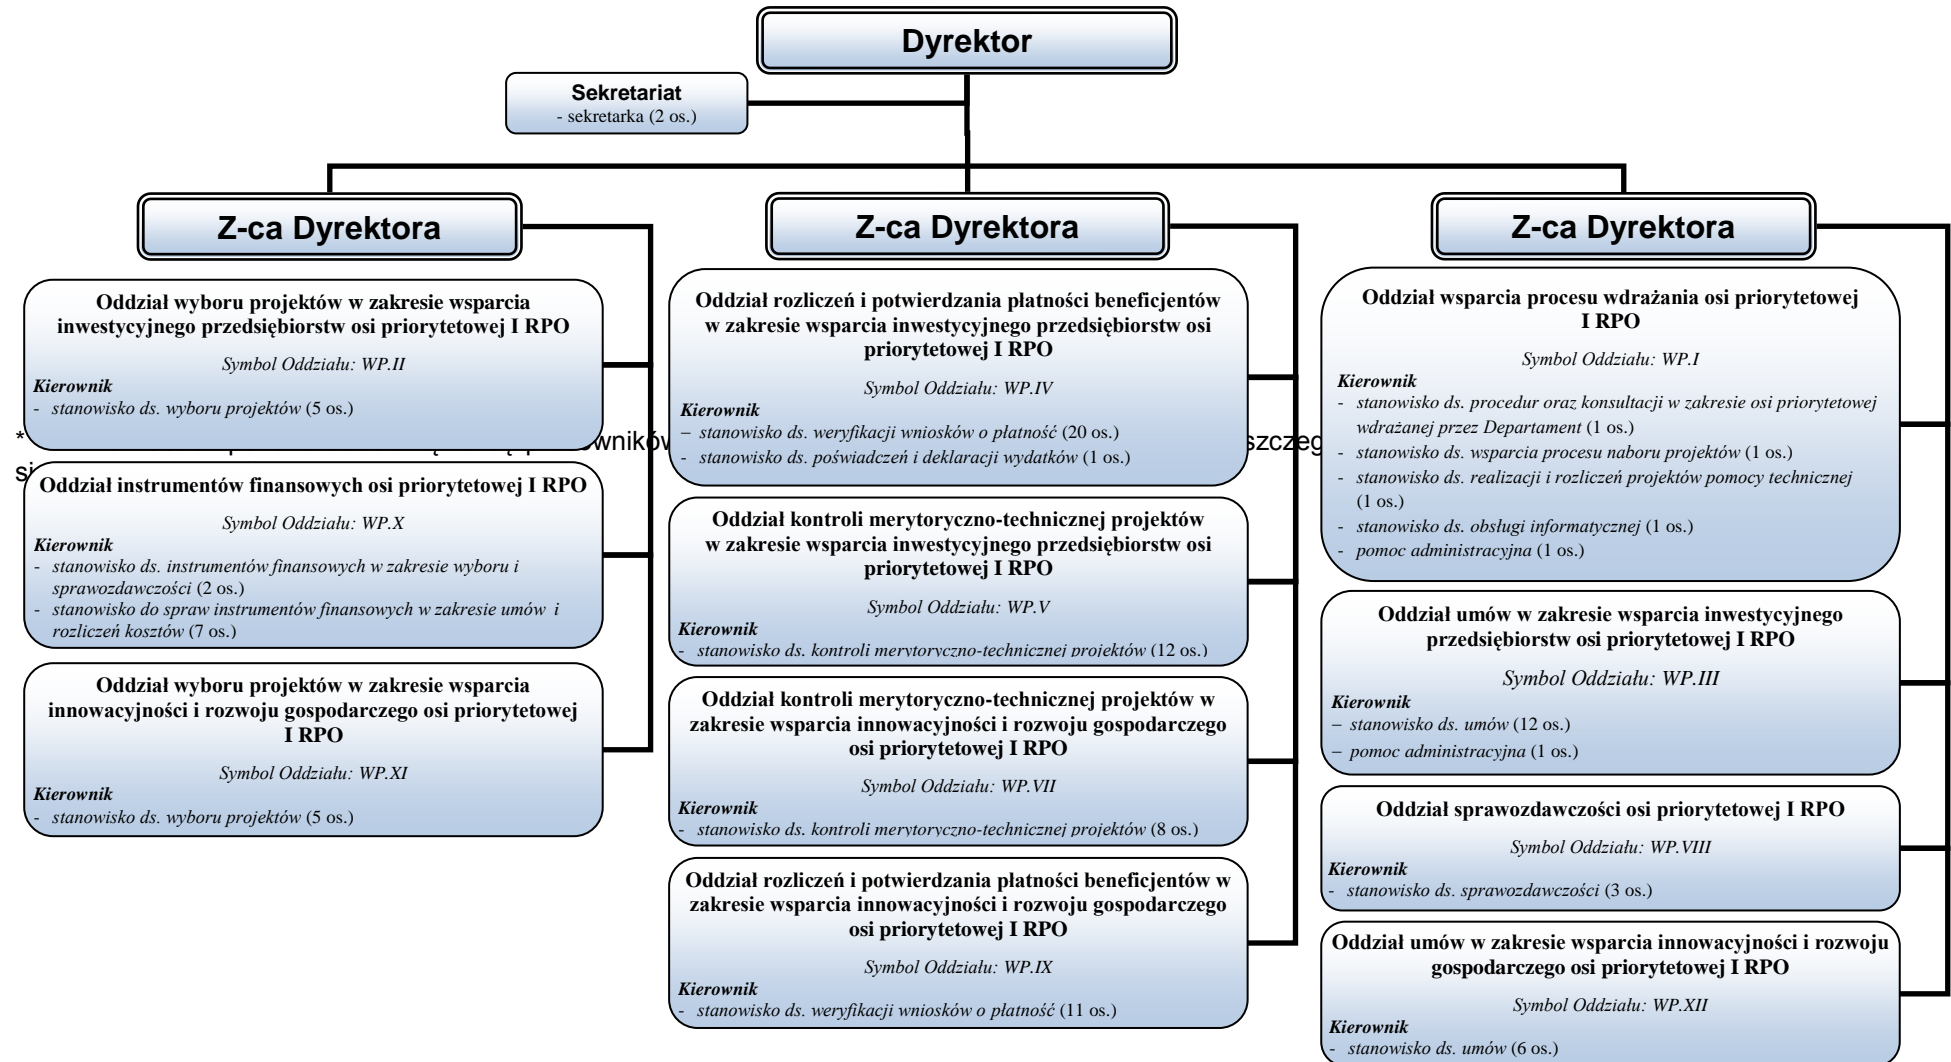 Dyrektor
Sekretariat
- sekretarka (2 os.)
Z-ca Dyrektora
Oddział wyboru projektów w zakresie wsparcia
inwestycyjnego przedsiębiorstw osi priorytetowej I RPO
Symbol Oddziału: WP.II
Kierownik
- stanowisko ds. wyboru projektów (5 os.)
*
Oddział instrumentów finansowych osi priorytetowej I RPO
Symbol Oddziału: WP.X
Kierownik
- stanowisko ds. instrumentów finansowych w zakresie wyboru i
sprawozdawczości (2 os.)
- stanowisko do spraw instrumentów finansowych w zakresie umów i
rozliczeń kosztów (7 os.)
Oddział wyboru projektów w zakresie wsparcia
innowacyjności i rozwoju gospodarczego osi priorytetowej
I RPO
Symbol Oddziału: WP.XI
Kierownik
- stanowisko ds. wyboru projektów (5 os.)
Z-ca Dyrektora
Oddział rozliczeń i potwierdzania płatności beneficjentów
w zakresie wsparcia inwestycyjnego przedsiębiorstw osi
priorytetowej I RPO
Symbol Oddziału: WP.IV
Kierownik
– stanowisko ds. weryfikacji wniosków o płatność (20 os.)
- stanowisko ds. poświadczeń i deklaracji wydatków (1 os.)
Oddział kontroli merytoryczno-technicznej projektów
w zakresie wsparcia inwestycyjnego przedsiębiorstw osi
priorytetowej I RPO
Symbol Oddziału: WP.V
Kierownik
- stanowisko ds. kontroli merytoryczno-technicznej projektów (12 os.)
Oddział kontroli merytoryczno-technicznej projektów w
zakresie wsparcia innowacyjności i rozwoju gospodarczego
osi priorytetowej I RPO
Symbol Oddziału: WP.VII
Kierownik
- stanowisko ds. kontroli merytoryczno-technicznej projektów (8 os.)
Oddział rozliczeń i potwierdzania płatności beneficjentów w
zakresie wsparcia innowacyjności i rozwoju gospodarczego
osi priorytetowej I RPO
Symbol Oddziału: WP.IX
Kierownik
- stanowisko ds. weryfikacji wniosków o płatność (11 os.)
Z-ca Dyrektora
Oddział wsparcia procesu wdrażania osi priorytetowej
I RPO
Symbol Oddziału: WP.I
Kierownik
- stanowisko ds. procedur oraz konsultacji w zakresie osi priorytetowej
wdrażanej przez Departament (1 os.)
- stanowisko ds. wsparcia procesu naboru projektów (1 os.)
- stanowisko ds. realizacji i rozliczeń projektów pomocy technicznej
(1 os.)
- stanowisko ds. obsługi informatycznej (1 os.)
- pomoc administracyjna (1 os.)
Oddział umów w zakresie wsparcia inwestycyjnego
przedsiębiorstw osi priorytetowej I RPO
Symbol Oddziału: WP.III
Kierownik
– stanowisko ds. umów (12 os.)
– pomoc administracyjna (1 os.)
Oddział sprawozdawczości osi priorytetowej I RPO
Symbol Oddziału: WP.VIII
Kierownik
- stanowisko ds. sprawozdawczości (3 os.)
Oddział umów w zakresie wsparcia innowacyjności i rozwoju
gospodarczego osi priorytetowej I RPO
Symbol Oddziału: WP.XII
Kierownik
- stanowisko ds. umów (6 os.)